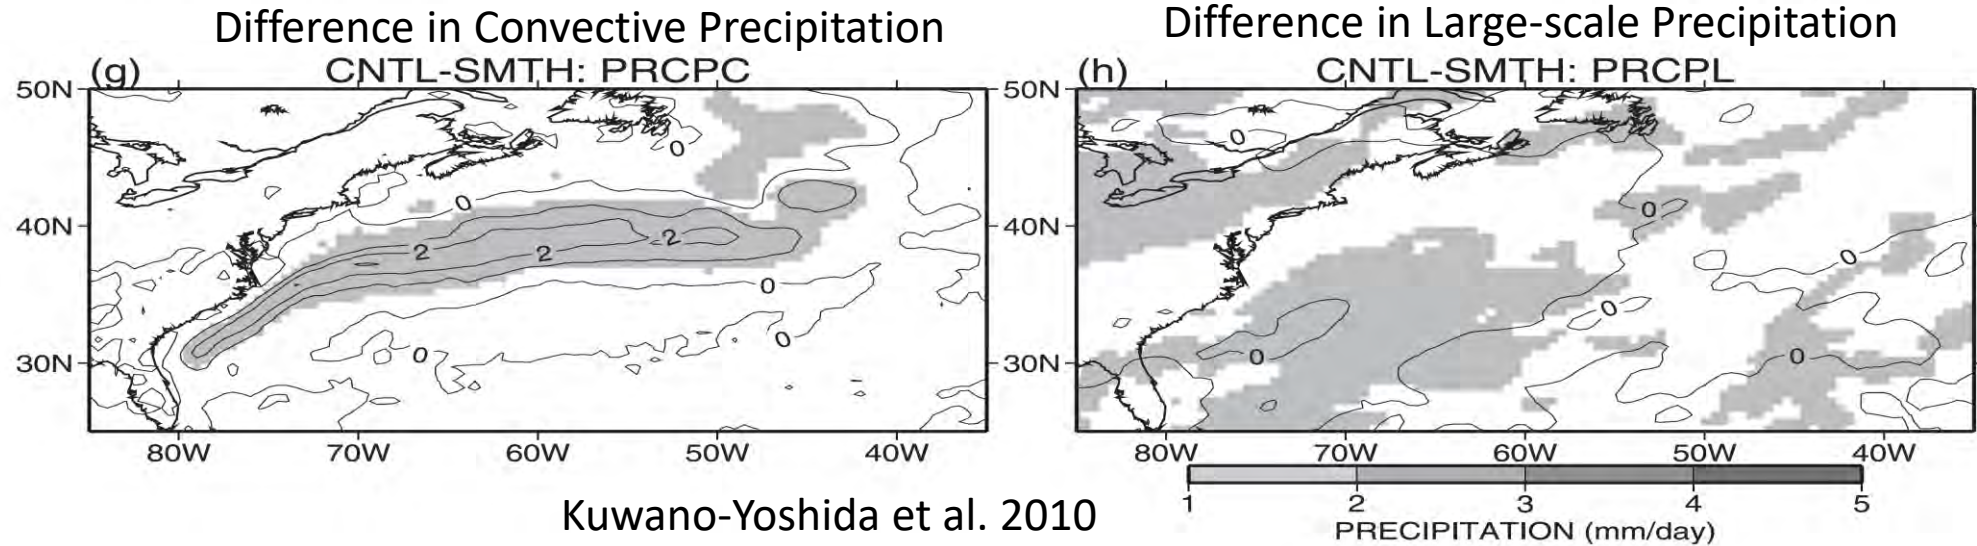 Difference in Convective Precipitation
Difference in Large-scale Precipitation
(g) CNTL-SMTH: PRCPC
(h) CNTL-SMTH: PRCPL
50N
40N
30N
80W 70W 60W 50W 40W
0
0
2
2
2
0
0
0
50N
40N
30N
80W 70W 60W 50W 40W
0
0
0
0
0
0
1 2 3 4 5
PRECIPITATION (mm/day)
Kuwano-Yoshida et al. 2010